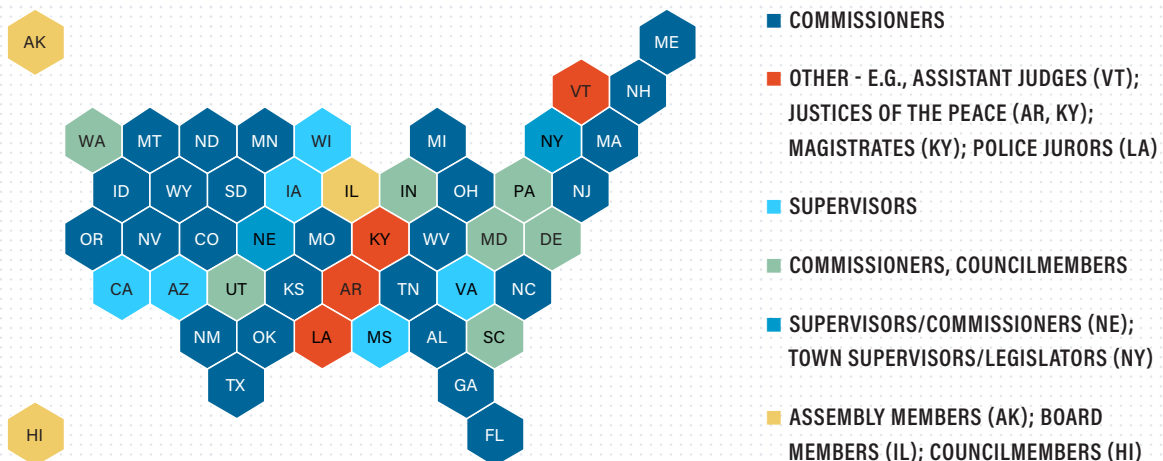 AK
ME
VT NH
WA MT ND MN WI MI NY MA
ID WY SD IA IL IN OH PA NJ
OR NV CO NE MO KY WV MD DE
CA AZ UT KS AR TN VA NC
NM OK LA MS AL SC
TX GA
HI FL
COMMISSIONERS
OTHER - E.G., ASSISTANT JUDGES (VT);
JUSTICES OF THE PEACE (AR, KY);
MAGISTRATES (KY); POLICE JURORS (LA)
SUPERVISORS
COMMISSIONERS, COUNCILMEMBERS
SUPERVISORS/COMMISSIONERS (NE);
TOWN SUPERVISORS/LEGISLATORS (NY)
ASSEMBLY MEMBERS (AK); BOARD
MEMBERS (IL); COUNCILMEMBERS (HI)